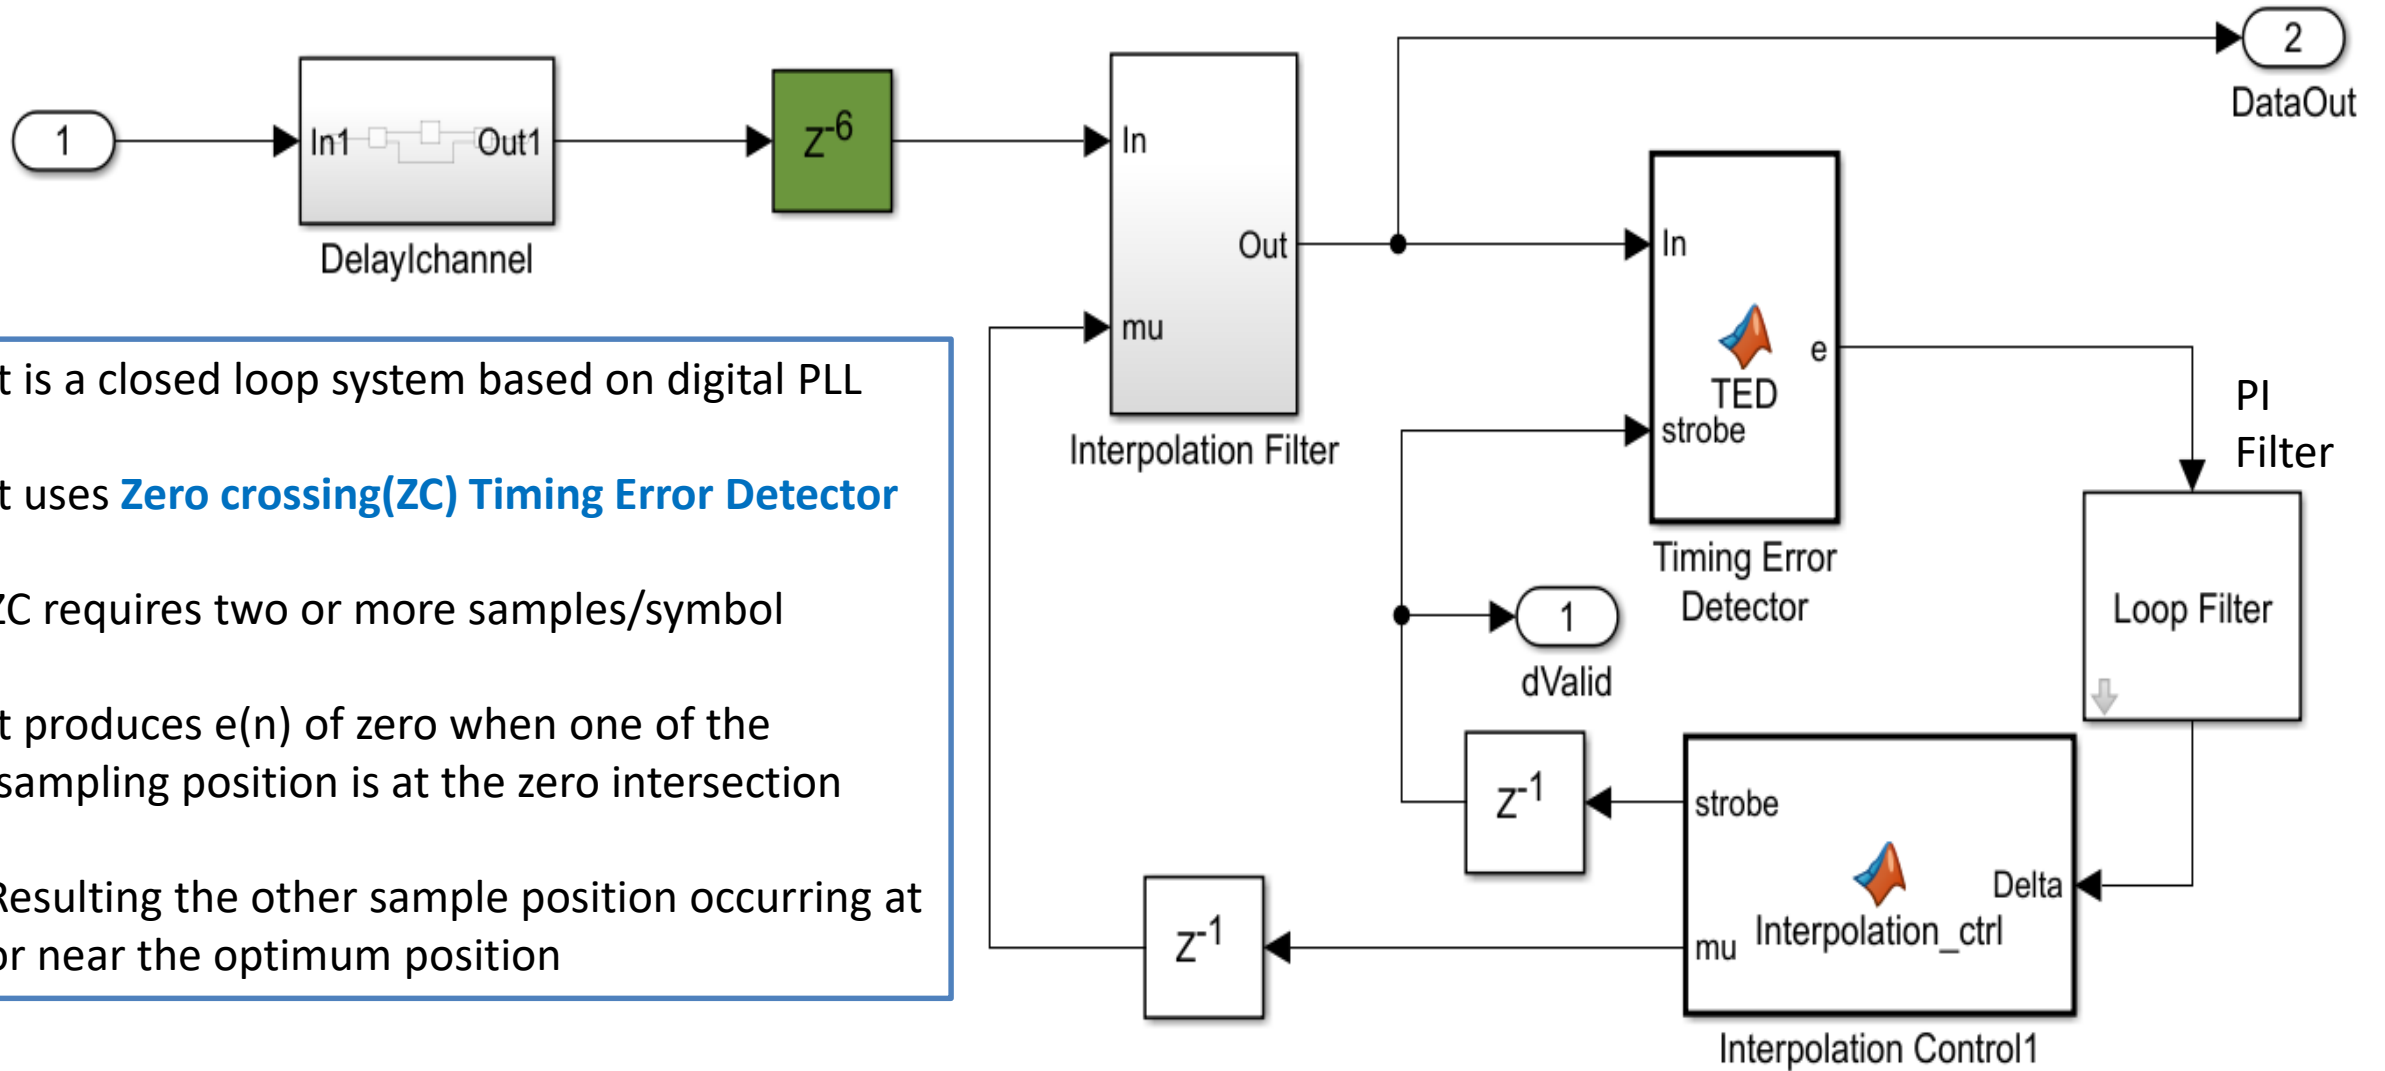 1
In1
Out1
DelayIchannel
z-6
In
Out
mu
Interpolation Filter
2
DataOut
In
TED
e
strobe
Timing Error
Detector
PI
Filter
Loop Filter
1
dValid
z-1
strobe
Delta
Interpolation_ctrl
mu
Interpolation Control1
z-1
t is a closed loop system based on digital PLL
t uses Zero crossing(ZC) Timing Error Detector
ZC requires two or more samples/symbol
t produces e(n) of zero when one of the
sampling position is at the zero intersection
Resulting the other sample position occurring at
or near the optimum position